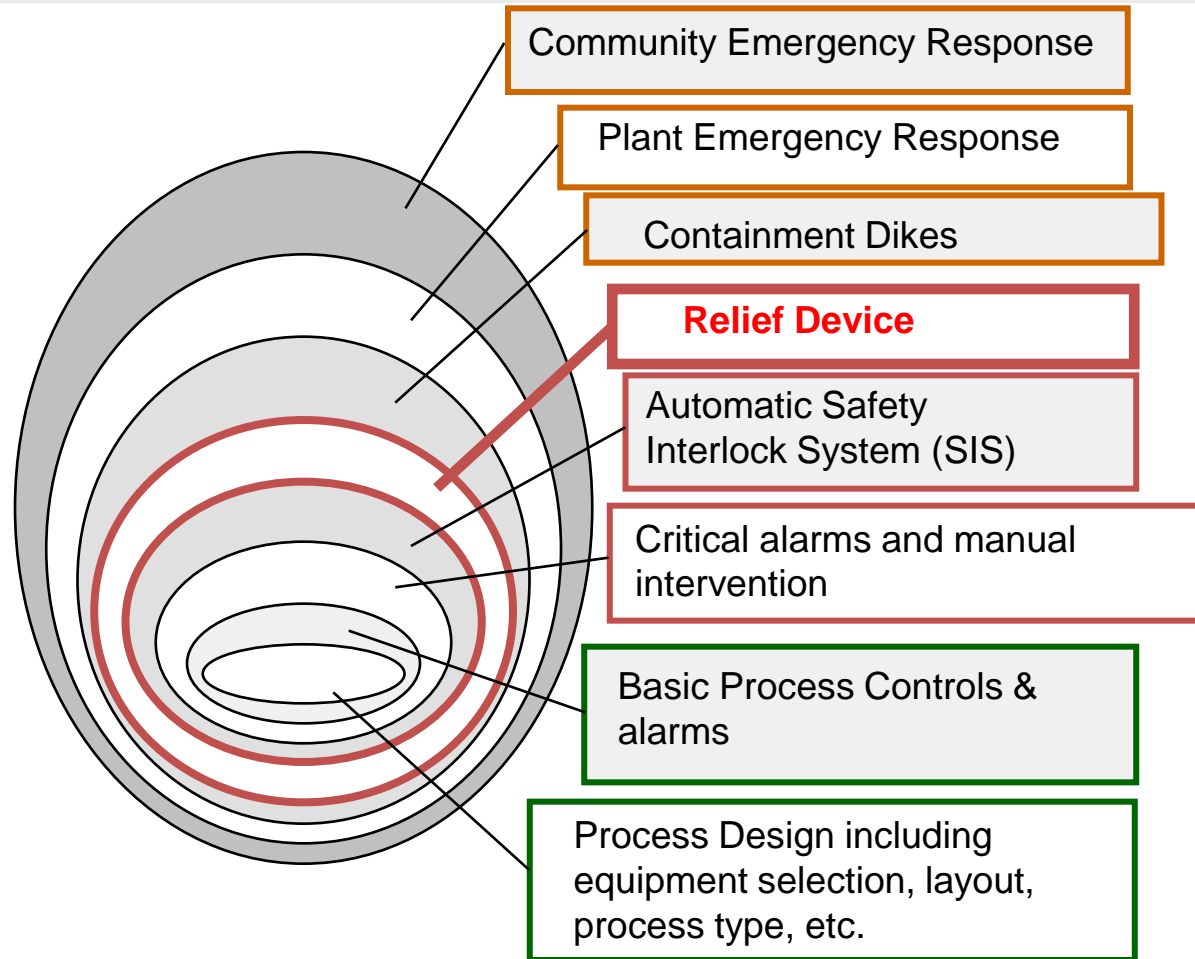 Community Emergency Response
Plant Emergency Response
Containment Dikes
Relief Device
Automatic Safety
Interlock System (SIS)
Critical alarms and manual
intervention
Basic Process Controls &
alarms
Process Design including
equipment selection, layout,
process type, etc.